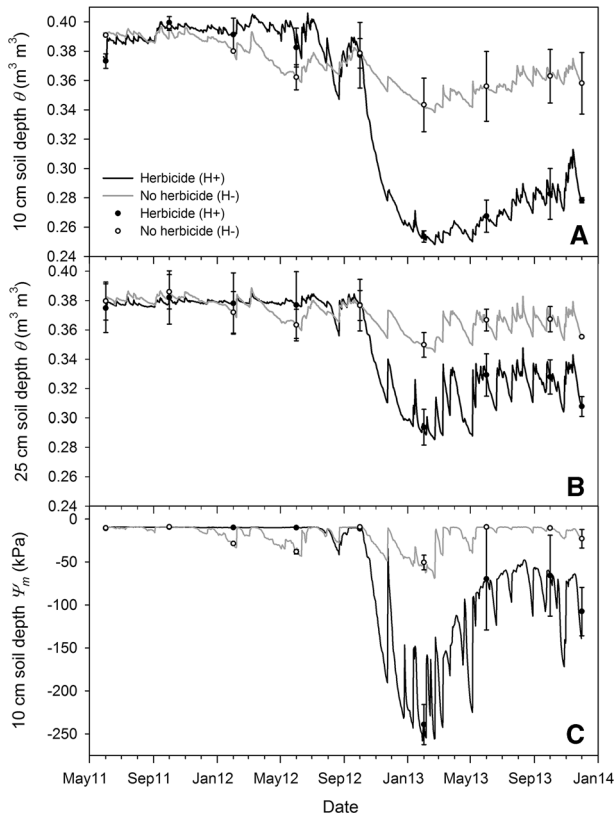 10 cm soil depth θ (m³ m³)
0.40
0.38
0.36
0.34
0.32
0.30
0.28
0.26
0.24
Herbicide (H+)
No herbicide (H-)
Herbicide (H+)
No herbicide (H-)
A
25 cm soil depth θ (m³ m³)
0.40
0.38
0.36
0.34
0.32
0.30
0.28
0.26
0.24
B
10 cm soil depth Ψm (kPa)
0
-50
-100
-150
-200
-250
C
May11 Sep11 Jan12 May12 Sep12 Jan13 May13 Sep13 Jan14
Date